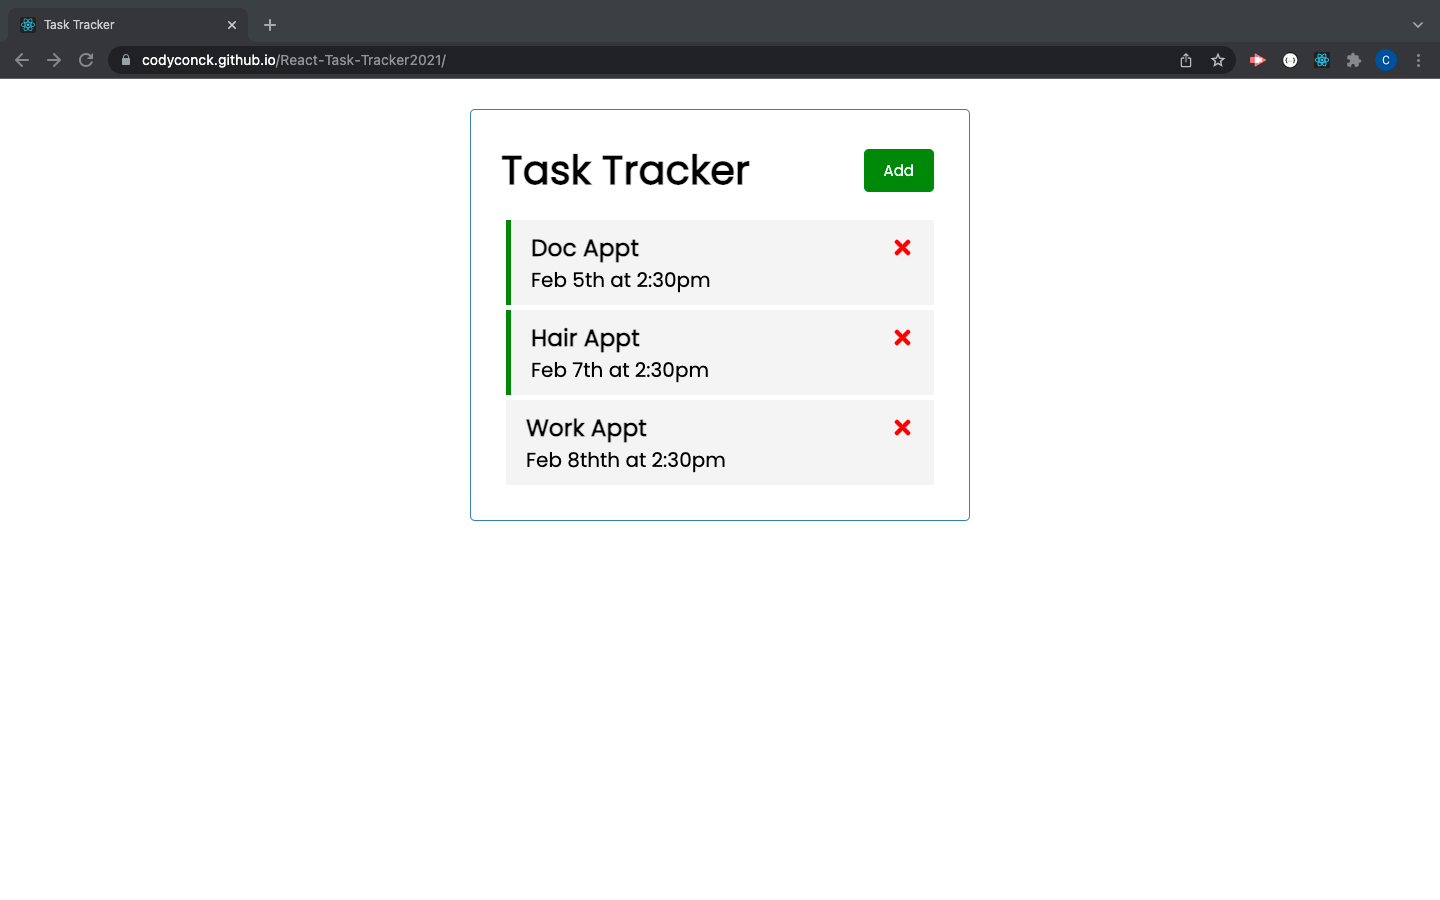 Task Tracker
codyconck.github.io/React-Task-Tracker2021/
C
Task Tracker
Add
Doc Appt
Feb 5th at 2:30pm
Hair Appt
Feb 7th at 2:30pm
Work Appt
Feb 8thth at 2:30pm